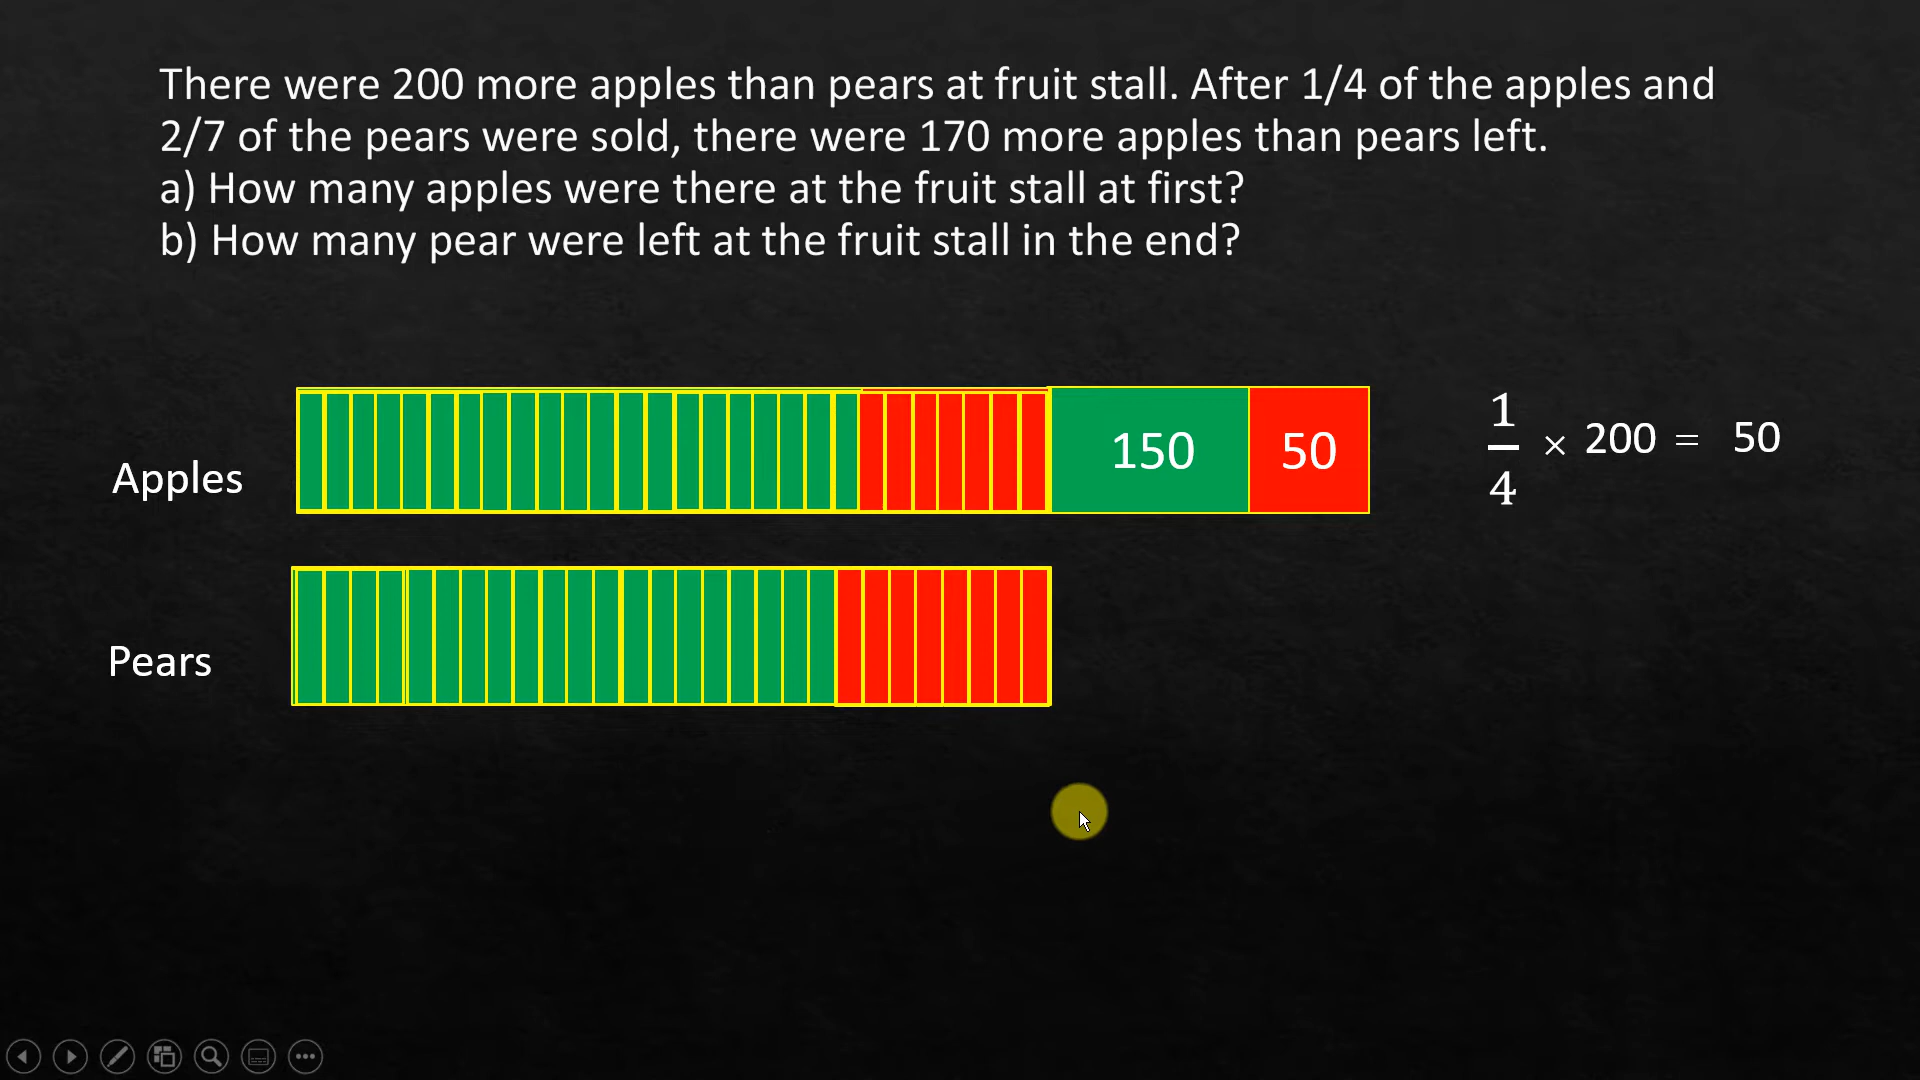 There were 200 more apples than pears at fruit stall. After 1/4 of the apples and
2/7 of the pears were sold, there were 170 more apples than pears left.
a) How many apples were there at the fruit stall at first?
b) How many pear were left at the fruit stall in the end?
Apples
150
50
1/4 × 200 = 50
Pears